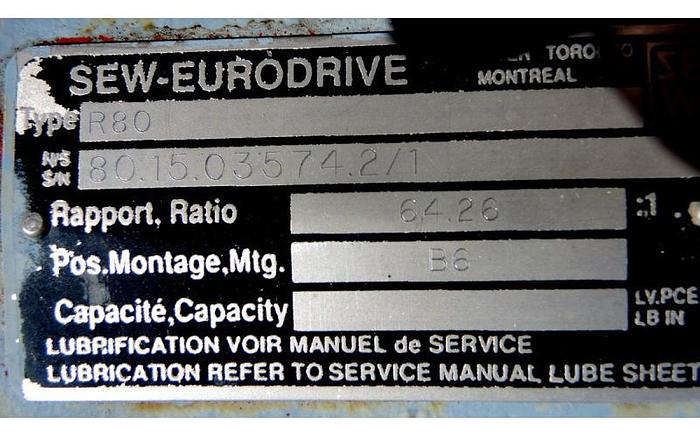 SEW-EURODRIVE
MONTREAL
Type R80
N/S
S/N 80.15.03574.2/1
Rapport, Ratio 64.26 :1
Pos.Montage,Mtg. B6
Capacité,Capacity LV.PCE
LB IN
LUBRIFICATION VOIR MANUEL de SERVICE
LUBRICATION REFER TO SERVICE MANUAL LUBE SHEET